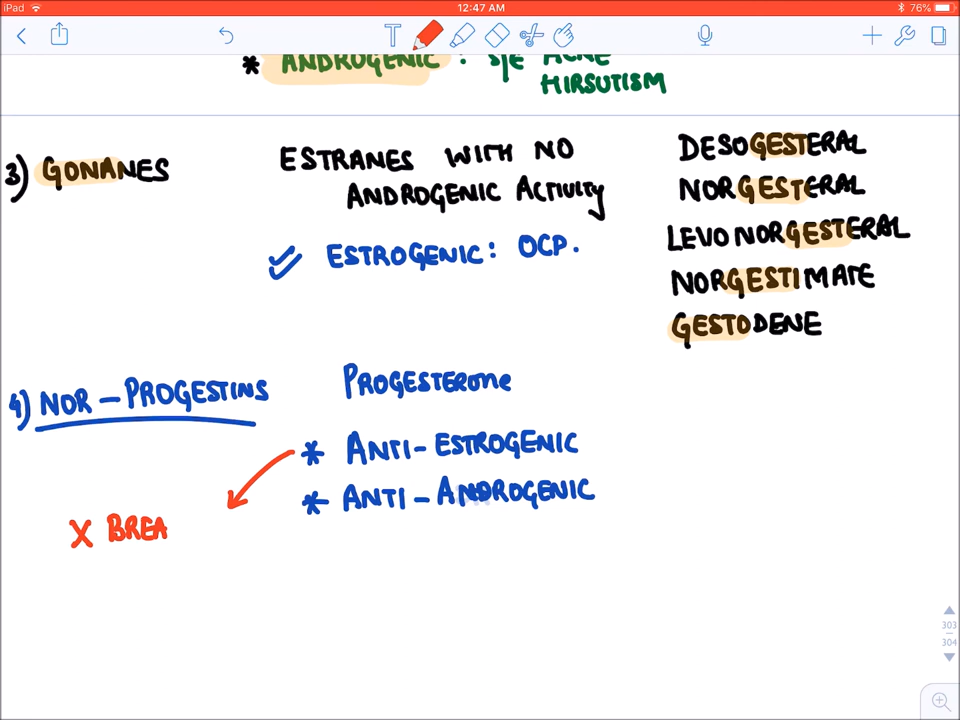 iPad
12:47 AM
76%
T
* ANDROGENIC : S/E ACNE
HIRSUTISM
3) GONANES
ESTRANES WITH NO
ANDROGENIC ACTIVITY
ESTROGENIC: OCP.
DESOGESTERAL
NORGESTERAL
LEVONORGESTERAL
NORGESTIMATE
GESTODENE
4) NOR-PROGESTINS
PROGESTERONE
* ANTI-ESTROGENIC
* ANTI-ANDROGENIC
X BREA
303
304